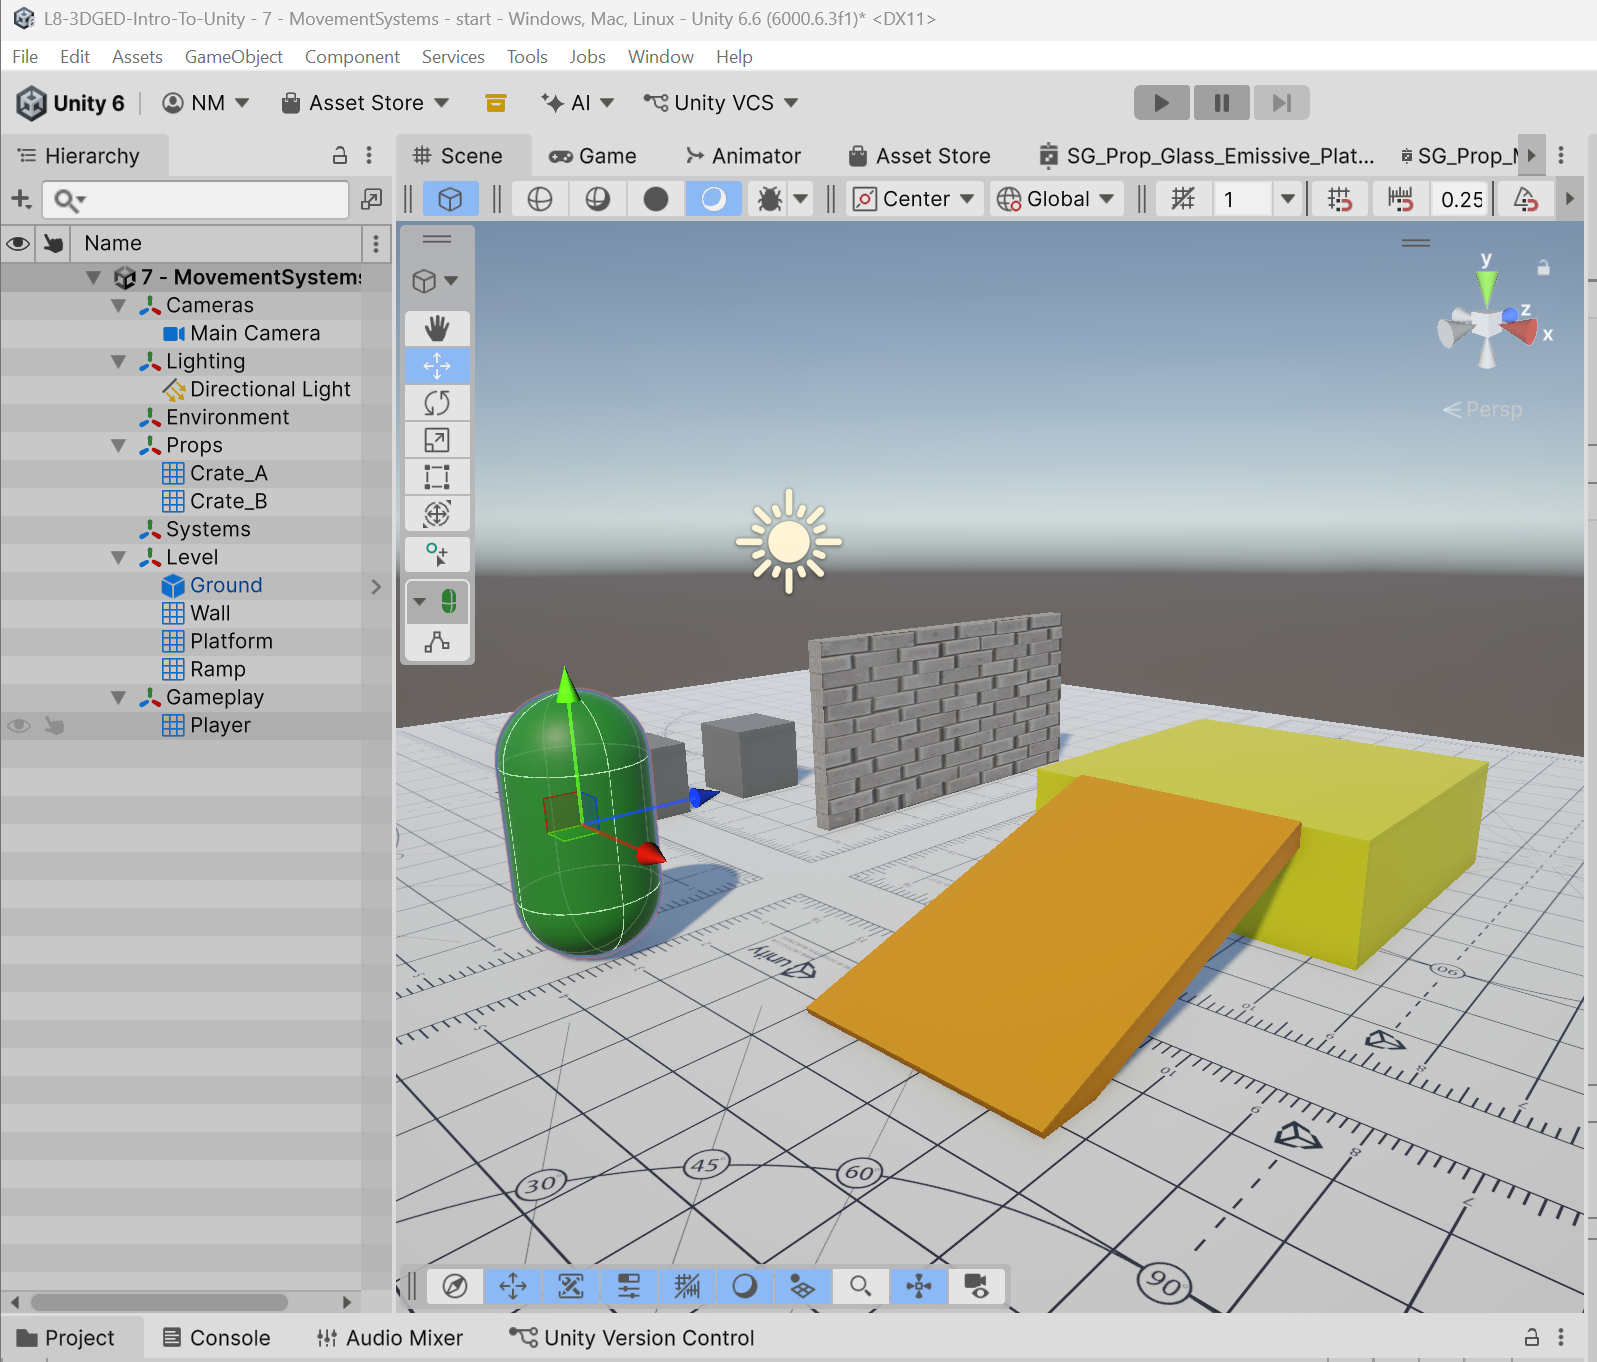 L8-3DGED-Intro-To-Unity - 7 - MovementSystems - start - Windows, Mac, Linux - Unity 6.6 (6000.6.3f1)* <DX11>
File Edit Assets GameObject Component Services Tools Jobs Window Help
Unity 6 NM Asset Store AI Unity VCS
Hierarchy
Scene Game Animator Asset Store SG_Prop_Glass_Emissive_Plat... SG_Prop_
Center Global 1 0.25
Name
7 - MovementSystems
Cameras
Main Camera
Lighting
Directional Light
Environment
Props
Crate_A
Crate_B
Systems
Level
Ground
Wall
Platform
Ramp
Gameplay
Player
y
z
x
Persp
unity
30°
45°
60°
90°
Project Console Audio Mixer Unity Version Control